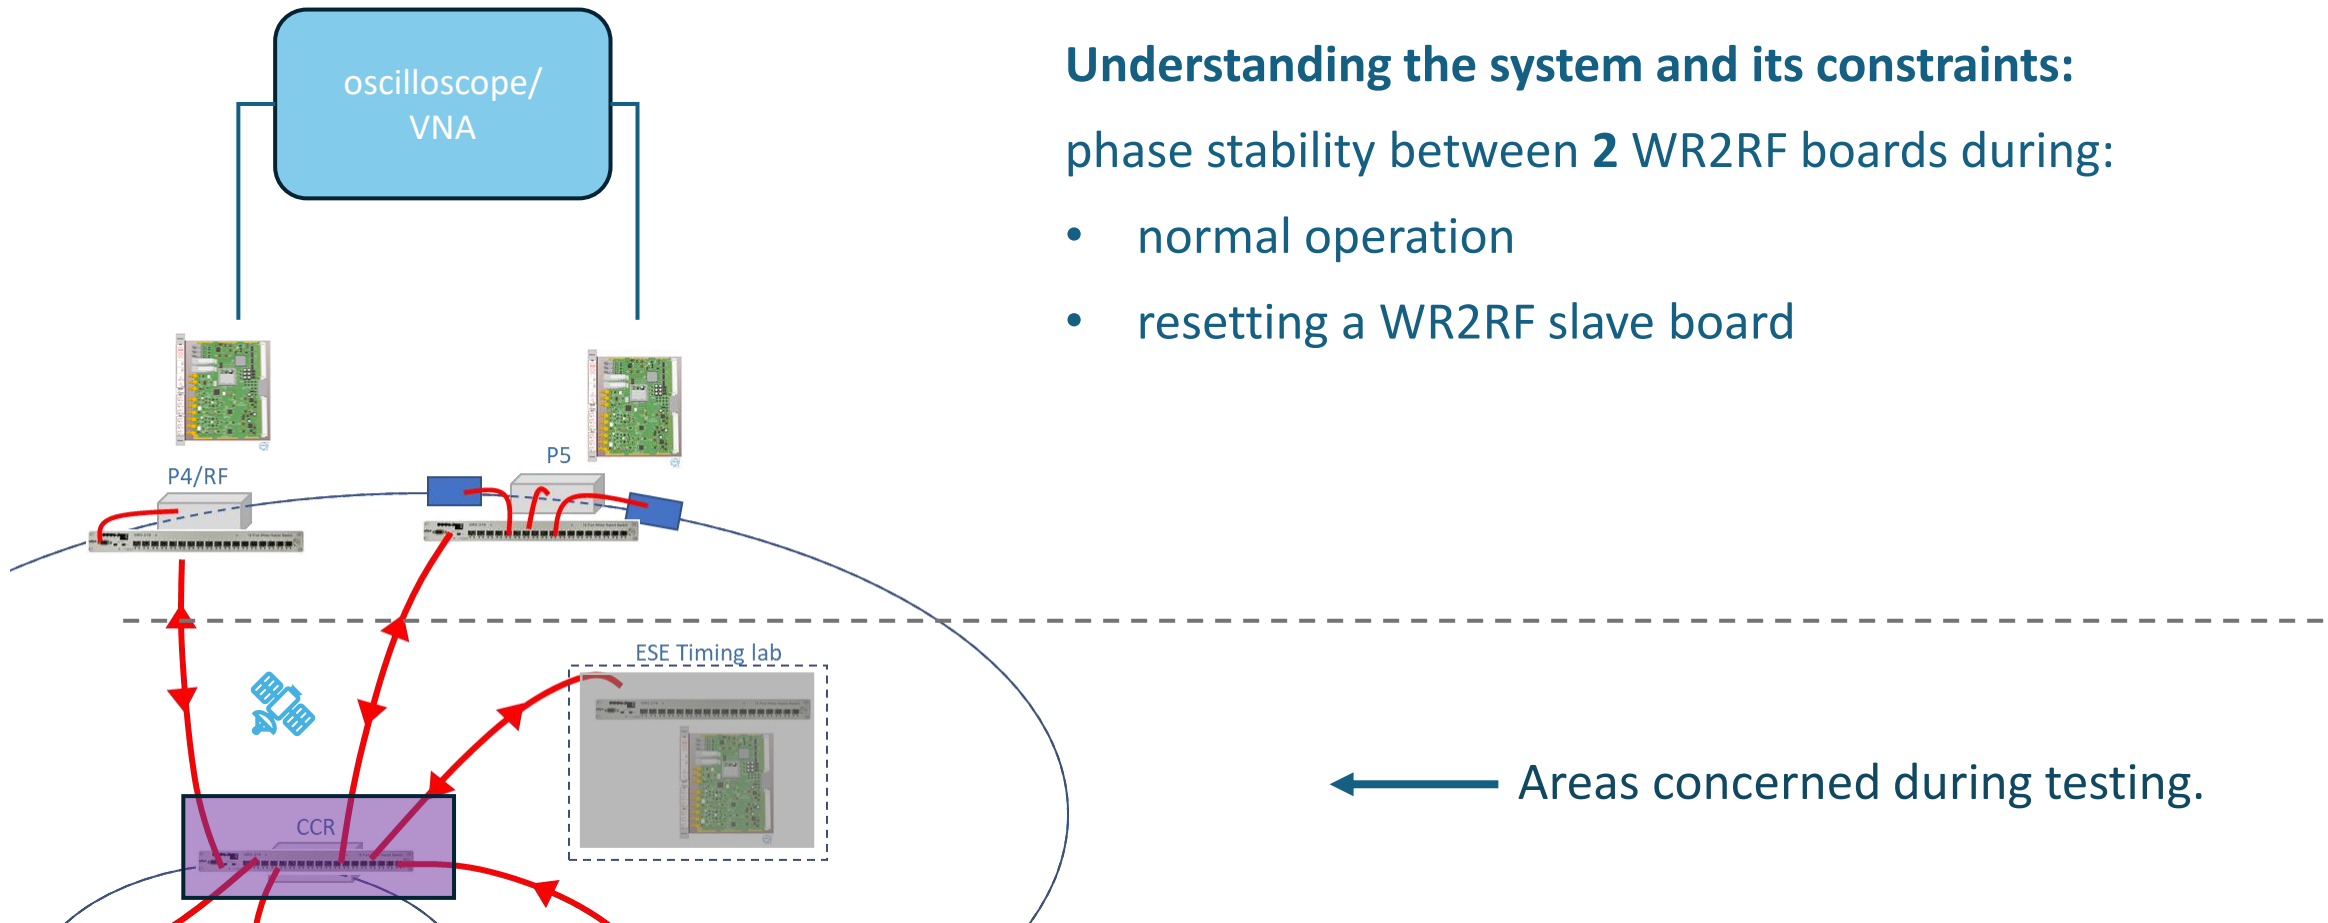 oscilloscope/
VNA
Understanding the system and its constraints:
phase stability between 2 WR2RF boards during:
• normal operation
• resetting a WR2RF slave board
P5
P4/RF
ESE Timing lab
Areas concerned during testing.
CCR